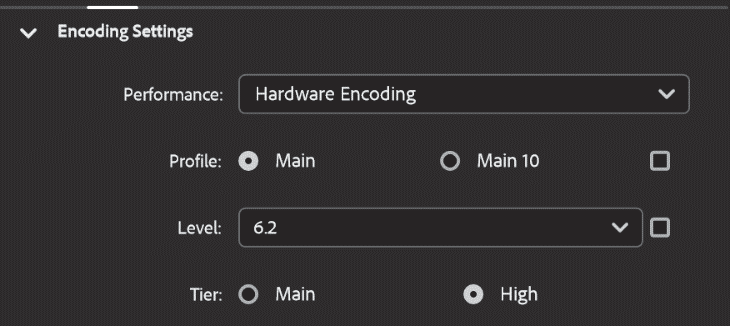 Encoding Settings
Performance: Hardware Encoding
Profile: Main Main 10
Level: 6.2
Tier: Main High